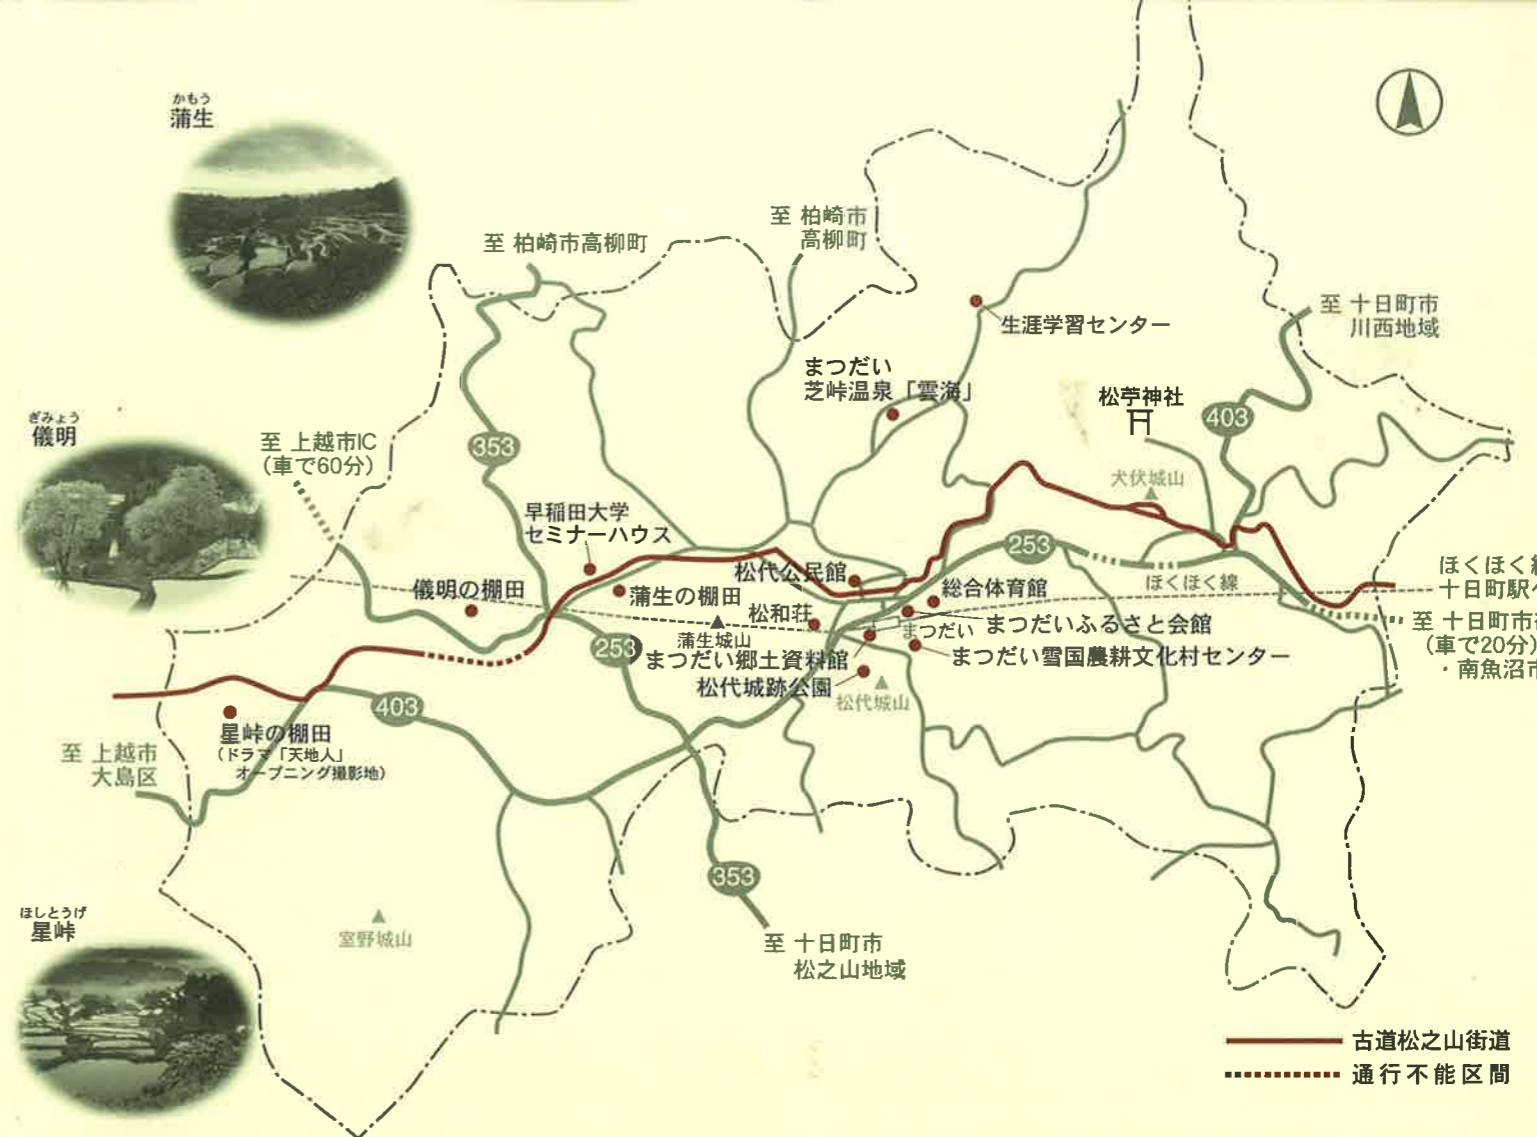 かもう
蒲生
至 柏崎市高柳町
至 柏崎市
高柳町
生涯学習センター
至 十日町市
川西地域
まつだい
芝峠温泉「雲海」
松苧神社
403
ぎみょう
儀明
至 上越市IC
(車で60分)
353
犬伏城山
早稲田大学
セミナーハウス
253
松代公民館
ほくほく線
ほくほく
十日町駅
儀明の棚田
蒲生の棚田
総合体育館
松和荘
まつだい
まつだいふるさと会館
至 十日町市
(車で20分)
・南魚沼
蒲生城山
253
まつだい郷土資料館
まつだい雪国農耕文化村センター
松代城跡公園
松代城山
403
星峠の棚田
(ドラマ「天地人」
オープニング撮影地)
至 上越市
大島区
353
ほしとうげ
星峠
室野城山
至 十日町市
松之山地域
古道松之山街道
通行不能区間